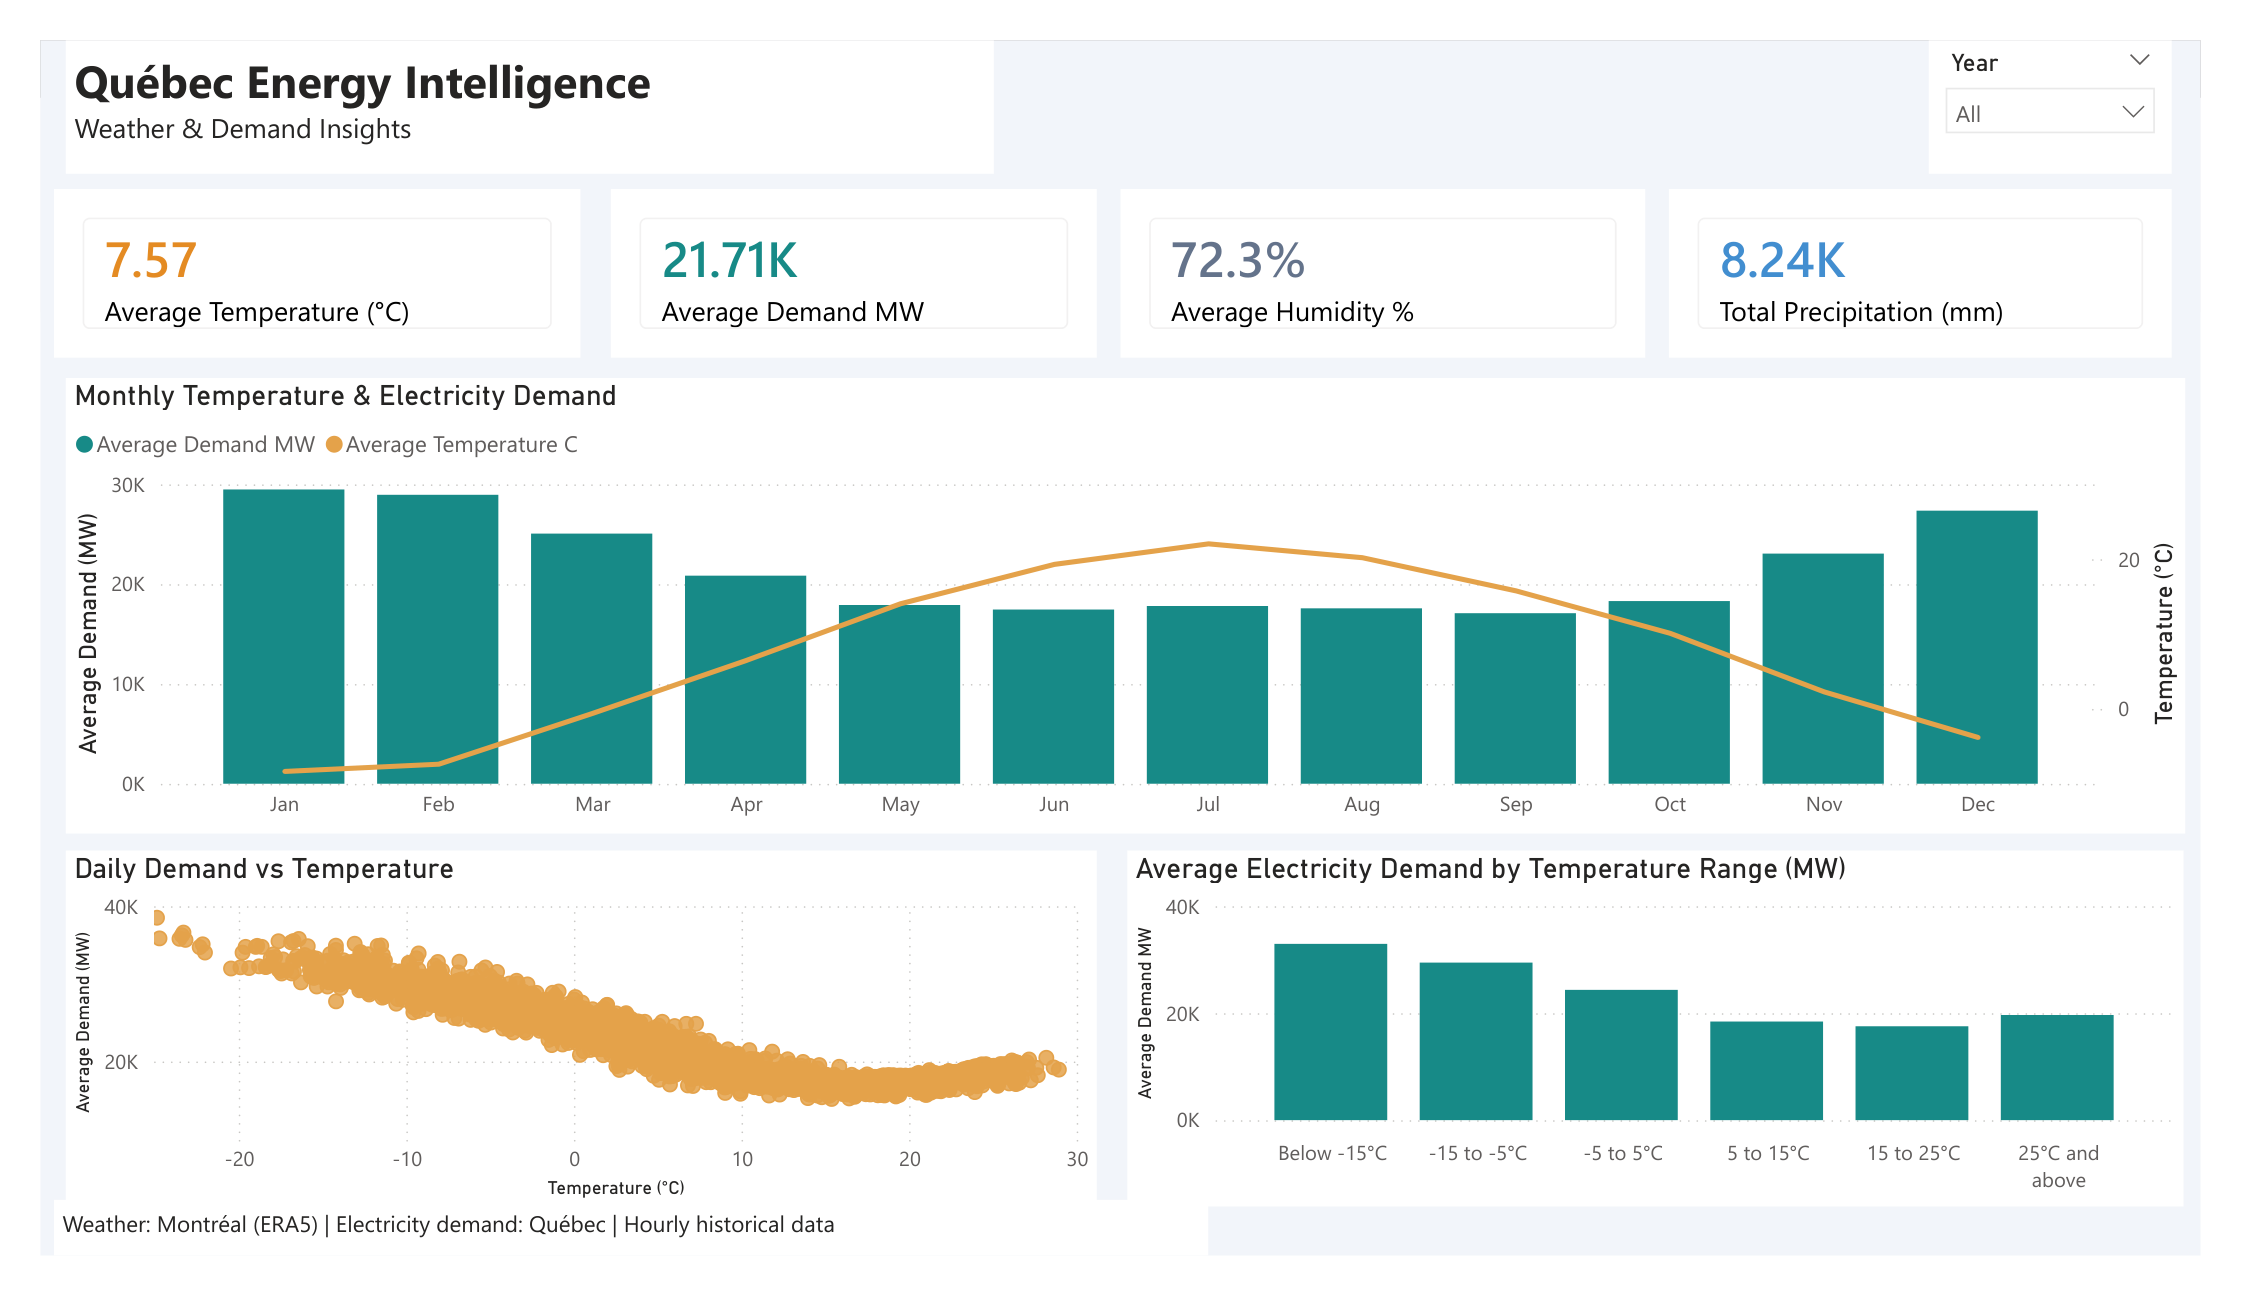 Québec Energy Intelligence
Weather & Demand Insights
Year
All
7.57
Average Temperature (°C)
21.71K
Average Demand MW
72.3%
Average Humidity %
8.24K
Total Precipitation (mm)
Monthly Temperature & Electricity Demand
Average Demand MW Average Temperature C
Average Demand (MW)
30K
20K
10K
0K
Jan Feb Mar Apr May Jun Jul Aug Sep Oct Nov Dec
20
0
Temperature (°C)
Daily Demand vs Temperature
Average Demand (MW)
40K
20K
-20 -10 0 10 20 30
Temperature (°C)
Average Electricity Demand by Temperature Range (MW)
Average Demand MW
40K
20K
0K
Below -15°C -15 to -5°C -5 to 5°C 5 to 15°C 15 to 25°C 25°C and
above
Weather: Montréal (ERA5) | Electricity demand: Québec | Hourly historical data